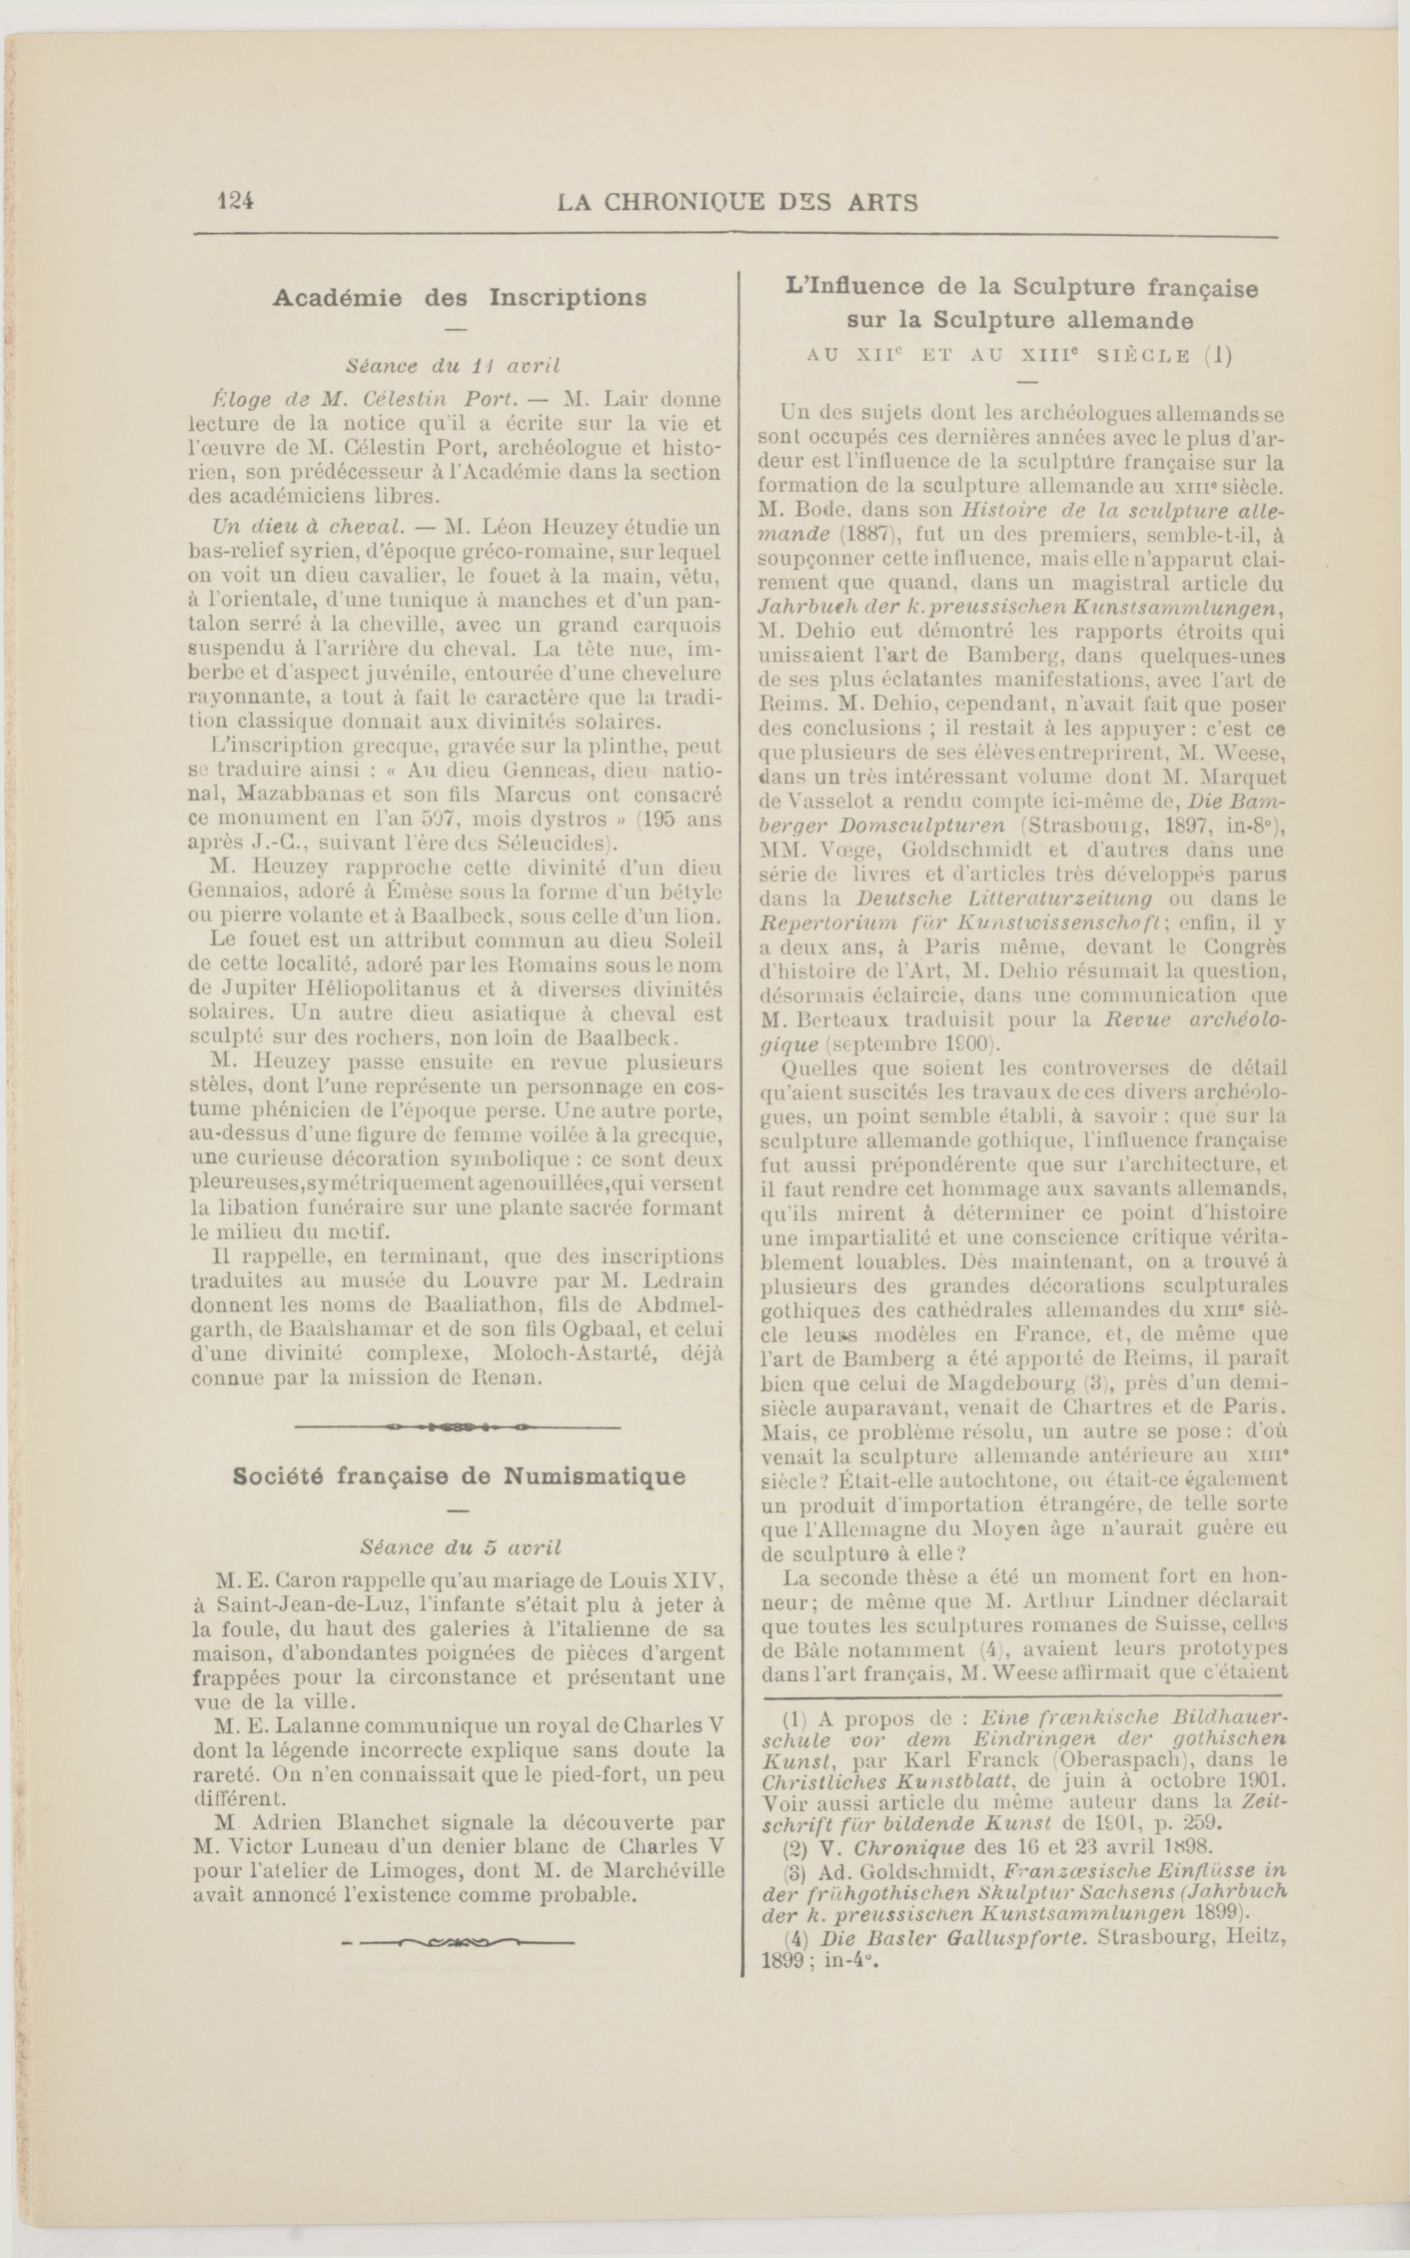 124
LA CHRONIQUE DES ARTS
Académie des Inscriptions
Séance du 11 avril
Éloge de M. Célestin Port. — M. Lair donne
lecture de la notice qu'il a écrite sur la vie et
l'œuvre de M. Célestin Port, archéologue et histo-
rien, son prédécesseur à l'Académie dans la section
des académiciens libres.
Un dieu à cheval. — M. Léon Heuzey étudie un
bas-relief syrien, d'époque gréco-romaine, sur lequel
on voit un dieu cavalier, le fouet à la main, vêtu,
à l'orientale, d'une tunique à manches et d'un pan-
talon serré à la cheville, avec un grand carquois
suspendu à l'arrière du cheval. La tête nue, im-
berbe et d'aspect juvénile, entourée d'une chevelure
rayonnante, a tout à fait le caractère que la tradi-
tion classique donnait aux divinités solaires.
L'inscription grecque, gravée sur la plinthe, peut
se traduire ainsi : « Au dieu Genneas, dieu natio-
nal, Mazabbanas et son fils Marcus ont consacré
ce monument en l'an 507, mois dystros » (195 ans
après J.-C., suivant l'ère des Séleucides).
M. Heuzey rapproche cette divinité d'un dieu
Gennaios, adoré à Émèse sous la forme d'un bétyle
ou pierre volante et à Baalbeck, sous celle d'un lion.
Le fouet est un attribut commun au dieu Soleil
de cette localité, adoré par les Romains sous le nom
de Jupiter Héliopolitanus et à diverses divinités
solaires. Un autre dieu asiatique à cheval est
sculpté sur des rochers, non loin de Baalbeck.
M. Heuzey passe ensuite en revue plusieurs
stèles, dont l'une représente un personnage en cos-
tume phénicien de l'époque perse. Une autre porte,
au-dessus d'une figure de femme voilée à la grecque,
une curieuse décoration symbolique : ce sont deux
pleureuses, symétriquement agenouillées, qui versent
la libation funéraire sur une plante sacrée formant
le milieu du motif.
Il rappelle, en terminant, que des inscriptions
traduites au musée du Louvre par M. Ledrain
donnent les noms de Baaliathon, fils de Abdmel-
garth, de Baalshamar et de son fils Ogbaal, et celui
d'une divinité complexe, Moloch-Astarté, déjà
connue par la mission de Renan.
Société française de Numismatique
Séance du 5 avril
M. E. Caron rappelle qu'au mariage de Louis XIV,
à Saint-Jean-de-Luz, l'infante s'était plu à jeter à
la foule, du haut des galeries à l'italienne de sa
maison, d'abondantes poignées de pièces d'argent
frappées pour la circonstance et présentant une
vue de la ville.
M. E. Lalanne communique un royal de Charles V
dont la légende incorrecte explique sans doute la
rareté. On n'en connaissait que le pied-fort, un peu
différent.
M Adrien Blanchet signale la découverte par
M. Victor Luneau d'un denier blanc de Charles V
pour l'atelier de Limoges, dont M. de Marchéville
avait annoncé l'existence comme probable.
L'Influence de la Sculpture française
sur la Sculpture allemande
AU XIIe ET AU XIIIe SIÈCLE (1)
Un des sujets dont les archéologues allemands se
sont occupés ces dernières années avec le plus d'ar-
deur est l'influence de la sculpture française sur la
formation de la sculpture allemande au XIIIe siècle.
M. Bode, dans son Histoire de la sculpture alle-
mande (1887), fut un des premiers, semble-t-il, à
soupçonner cette influence, mais elle n'apparut clai-
rement que quand, dans un magistral article du
Jahrbuch der k. preussischen Kunstsammlungen,
M. Dehio eut démontré les rapports étroits qui
unissaient l'art de Bamberg, dans quelques-unes
de ses plus éclatantes manifestations, avec l'art de
Reims. M. Dehio, cependant, n'avait fait que poser
des conclusions ; il restait à les appuyer : c'est ce
que plusieurs de ses élèves entreprirent, M. Weese,
dans un très intéressant volume dont M. Marquet
de Vasselot a rendu compte ici-même de, Die Bam-
berger Domsculpturen (Strasbourg, 1897, in-8°),
MM. Vœge, Goldschmidt et d'autres dans une
série de livres et d'articles très développés parus
dans la Deutsche Litteraturzeitung ou dans le
Repertorium für Kunstwissenschaft; enfin, il y
a deux ans, à Paris même, devant le Congrès
d'histoire de l'Art, M. Dehio résumait la question,
désormais éclaircie, dans une communication que
M. Berteaux traduisit pour la Revue archéolo-
gique (septembre 1900).
Quelles que soient les controverses de détail
qu'aient suscités les travaux de ces divers archéolo-
gues, un point semble établi, à savoir : que sur la
sculpture allemande gothique, l'influence française
fut aussi prépondérente que sur l'architecture, et
il faut rendre cet hommage aux savants allemands,
qu'ils mirent à déterminer ce point d'histoire
une impartialité et une conscience critique vérita-
blement louables. Dès maintenant, on a trouvé à
plusieurs des grandes décorations sculpturales
gothiques des cathédrales allemandes du XIIIe siè-
cle leurs modèles en France, et, de même que
l'art de Bamberg a été apporté de Reims, il parait
bien que celui de Magdebourg (3), près d'un demi-
siècle auparavant, venait de Chartres et de Paris.
Mais, ce problème résolu, un autre se pose : d'où
venait la sculpture allemande antérieure au XIIIe
siècle? Était-elle autochtone, ou était-ce également
un produit d'importation étrangére, de telle sorte
que l'Allemagne du Moyen âge n'aurait guère eu
de sculpture à elle ?
La seconde thèse a été un moment fort en hon-
neur; de même que M. Arthur Lindner déclarait
que toutes les sculptures romanes de Suisse, celles
de Bâle notamment (4), avaient leurs prototypes
dans l'art français, M. Weese affirmait que c'étaient
(1) A propos de : Eine frænkische Bildhauer-
schule vor dem Eindringen der gothischen
Kunst, par Karl Franck (Oberaspach), dans le
Christliches Kunstblatt, de juin à octobre 1901.
Voir aussi article du même auteur dans la Zeit-
schrift für bildende Kunst de 1901, p. 259.
(2) V. Chronique des 16 et 23 avril 1898.
(3) Ad. Goldschmidt, Franzœsische Einflüsse in
der frühgothischen Skulptur Sachsens (Jahrbuch
der k. preussischen Kunstsammlungen 1899).
(4) Die Basler Galluspforte. Strasbourg, Heitz,
1899 ; in-4°.